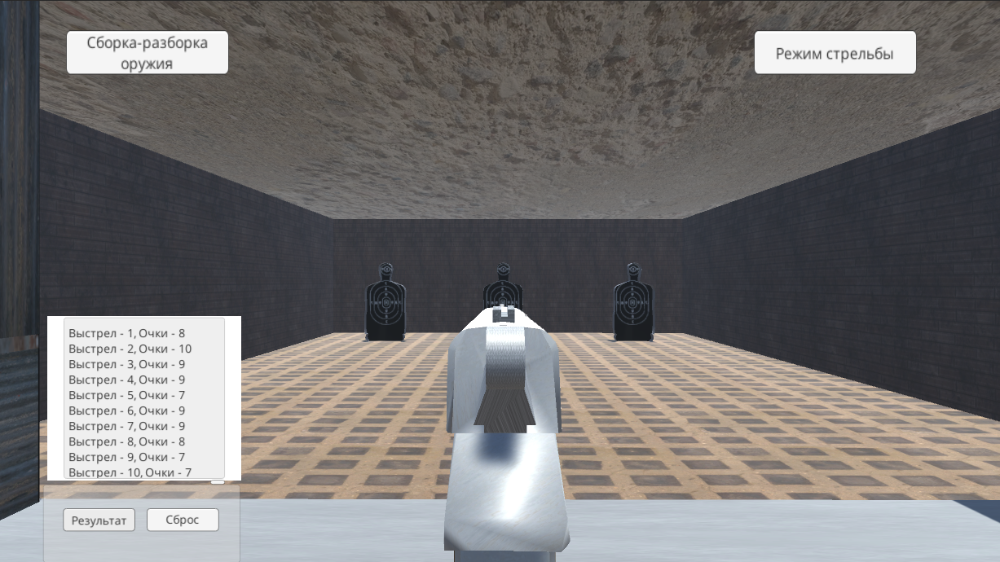 Сборка-разборка
оружия
Режим стрельбы
Выстрел - 1, Очки - 8
Выстрел - 2, Очки - 10
Выстрел - 3, Очки - 9
Выстрел - 4, Очки - 9
Выстрел - 5, Очки - 7
Выстрел - 6, Очки - 9
Выстрел - 7, Очки - 9
Выстрел - 8, Очки - 8
Выстрел - 9, Очки - 7
Выстрел - 10, Очки - 7
Результат
Сброс